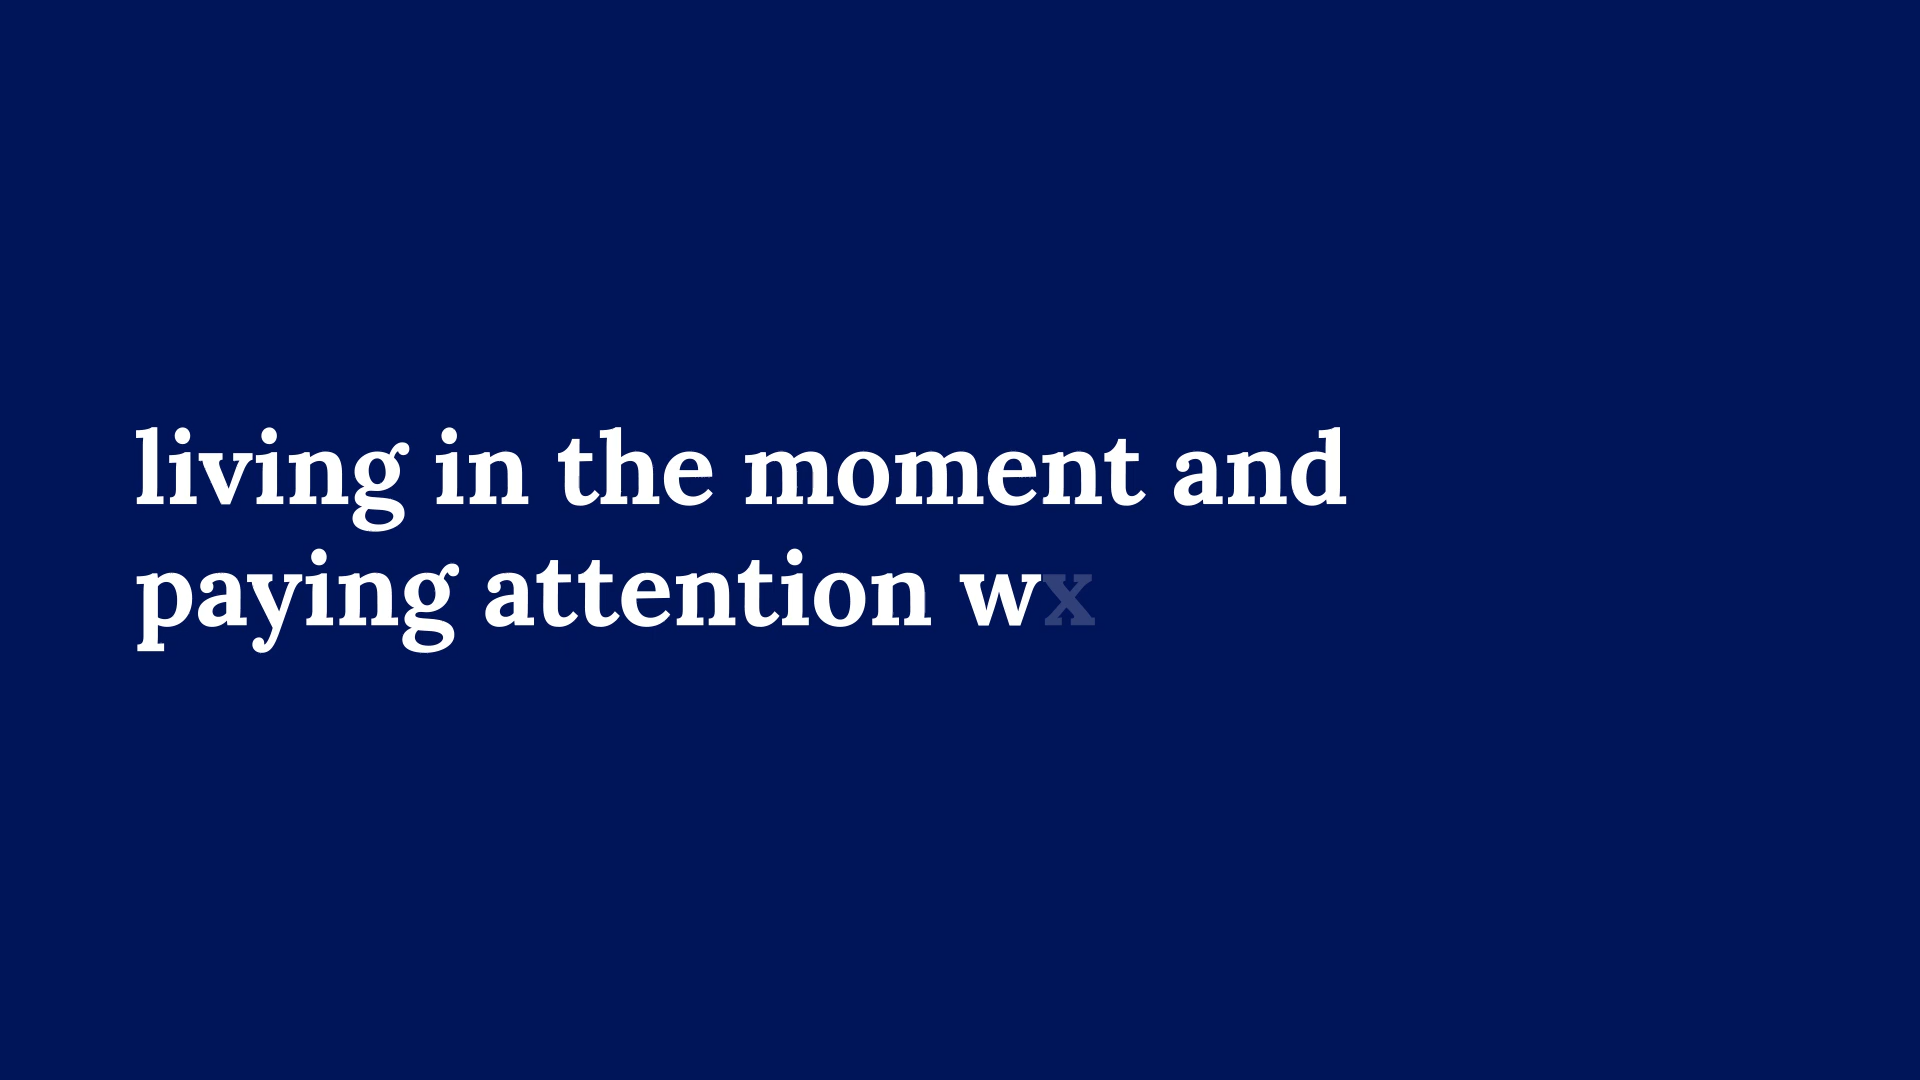 living in the moment and
paying attention wx